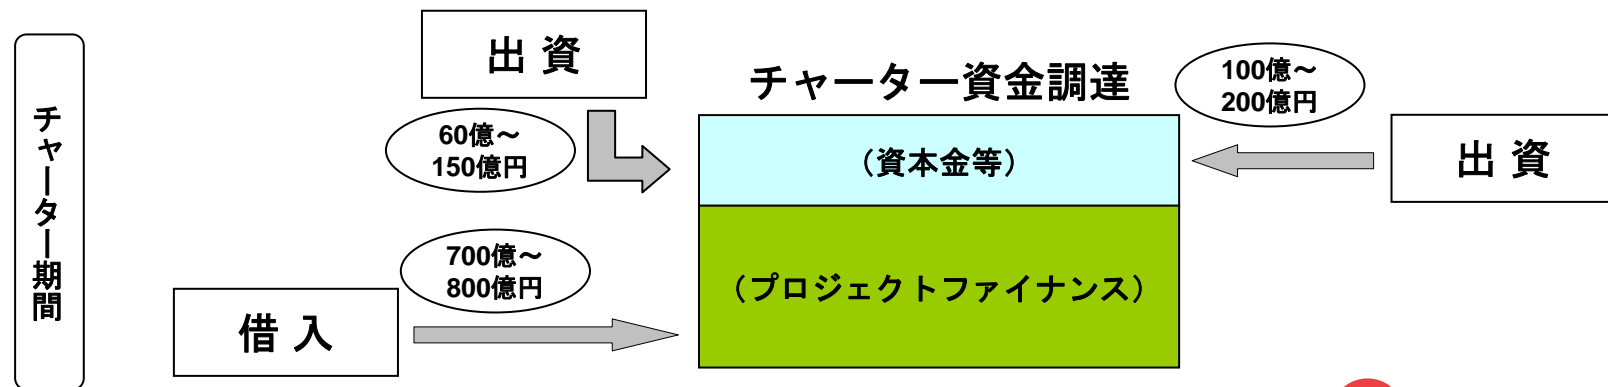 チャーター期間
出 資
60億～
150億円
チャーター資金調達
100億～
200億円
（資本金等）
出 資
700億～
800億円
（プロジェクトファイナンス）
借 入